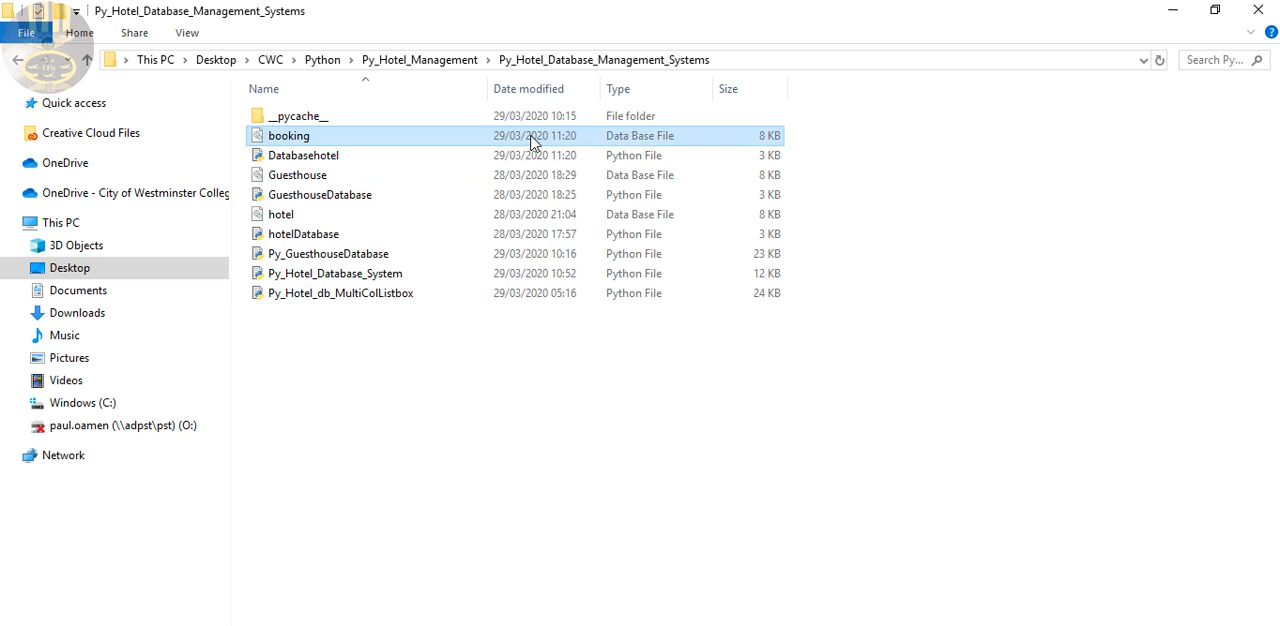 Py_Hotel_Database_Management_Systems
File Home Share View
This PC > Desktop > CWC > Python > Py_Hotel_Management > Py_Hotel_Database_Management_Systems
Search Py...
Name Date modified Type Size
Quick access
Creative Cloud Files
OneDrive
OneDrive - City of Westminster Colleg
This PC
3D Objects
Desktop
Documents
Downloads
Music
Pictures
Videos
Windows (C:)
paul.oamen (\\adpst\pst) (O:)
Network
__pycache__ 29/03/2020 10:15 File folder
booking 29/03/2020 11:20 Data Base File 8 KB
Databasehotel 29/03/2020 11:20 Python File 3 KB
Guesthouse 28/03/2020 18:29 Data Base File 8 KB
GuesthouseDatabase 28/03/2020 18:25 Python File 3 KB
hotel 28/03/2020 21:04 Data Base File 8 KB
hotelDatabase 28/03/2020 17:57 Python File 3 KB
Py_GuesthouseDatabase 29/03/2020 10:16 Python File 23 KB
Py_Hotel_Database_System 29/03/2020 10:52 Python File 12 KB
Py_Hotel_db_MultiColListbox 29/03/2020 05:16 Python File 24 KB